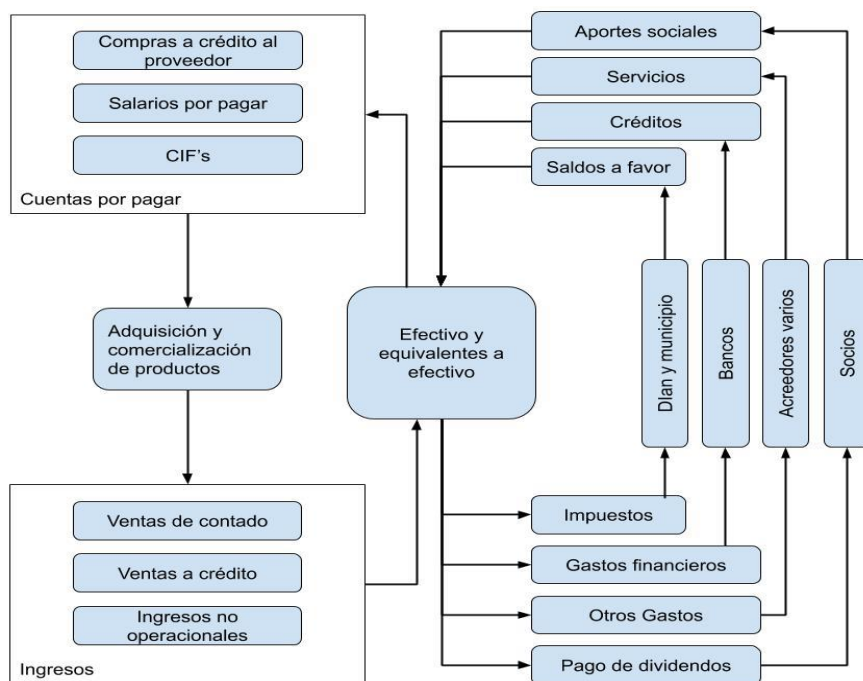 Compras a crédito al
proveedor
Salarios por pagar
CIF's
Cuentas por pagar
Adquisición y
comercialización
de productos
Ventas de contado
Ventas a crédito
Ingresos no
operacionales
Ingresos
Efectivo y
equivalentes a
efectivo
Aportes sociales
Servicios
Créditos
Saldos a favor
DIan y municipio
Bancos
Acreedores varios
Socios
Impuestos
Gastos financieros
Otros Gastos
Pago de dividendos